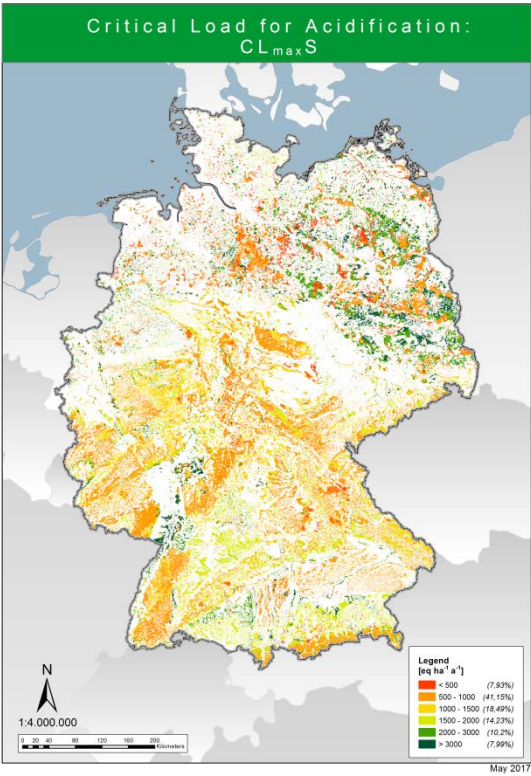 Critical Load for Acidification:
CLmaxS
N
1:4.000.000
0 20 40 80 120 160 200
Kilometers
Legend
[eq ha⁻¹ a⁻¹]
< 500 (7,93%)
500 - 1000 (41,15%)
1000 - 1500 (18,49%)
1500 - 2000 (14,23%)
2000 - 3000 (10,2%)
> 3000 (7,99%)
May 2017